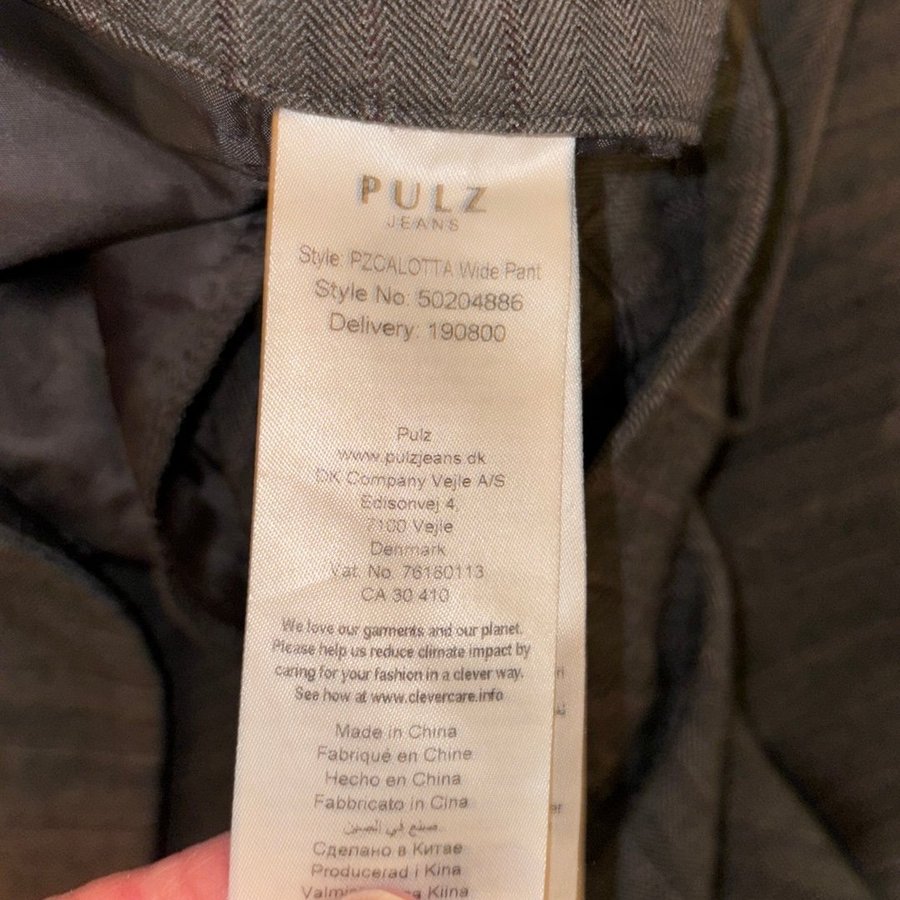 PULZ
JEANS
Style: PZCALOTTA Wide Pant
Style No: 50204886
Delivery: 190800
Pulz
www.pulzjeans.dk
DK Company Vejle A/S
Edisonvej 4,
7100 Vejle
Denmark
Vat. No. 76180113
CA 30 410
We love our garments and our planet.
Please help us reduce climate impact by
caring for your fashion in a clever way.
See how at www.clevercare.info
Made in China
Fabriqué en Chine
Hecho en China
Fabbricato in Cina
صنع في الصين
Сделано в Китае
Producerad i Kina
Kiina